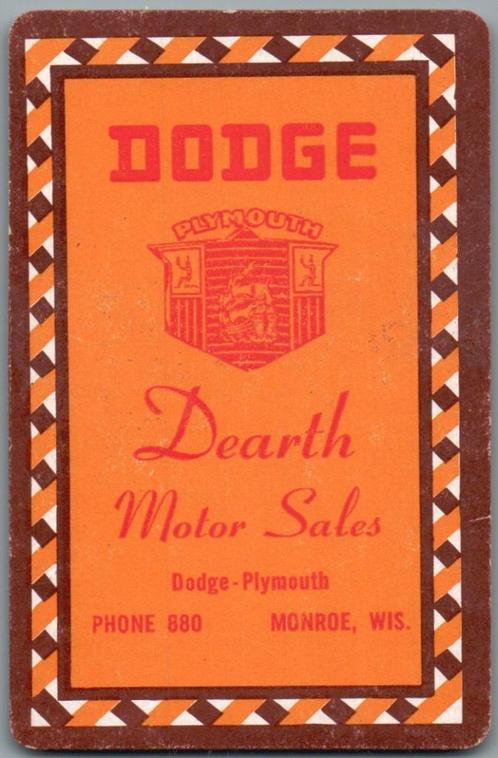 DODGE
PLYMOUTH
Dearth
Motor Sales
Dodge-Plymouth
PHONE 880 MONROE, WIS.